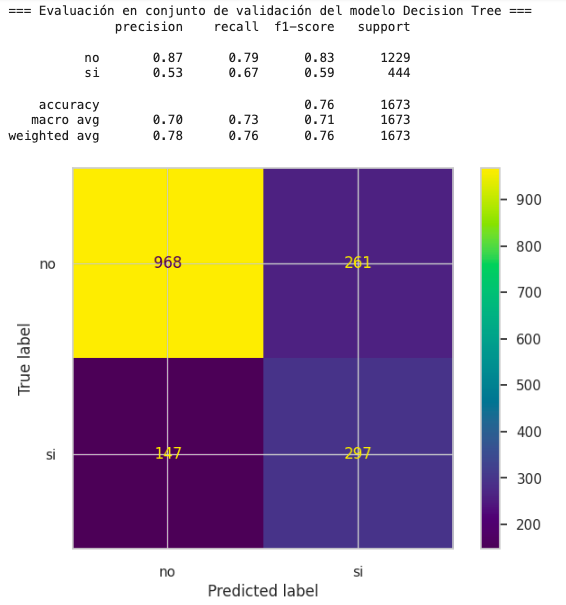 === Evaluación en conjunto de validación del modelo Decision Tree ===
precision recall f1-score support
no 0.87 0.79 0.83 1229
si 0.53 0.67 0.59 444
accuracy 0.76 1673
macro avg 0.70 0.73 0.71 1673
weighted avg 0.78 0.76 0.76 1673
900
800
700
600
500
400
300
200
True label
no
968 261
si
147 297
no si
Predicted label